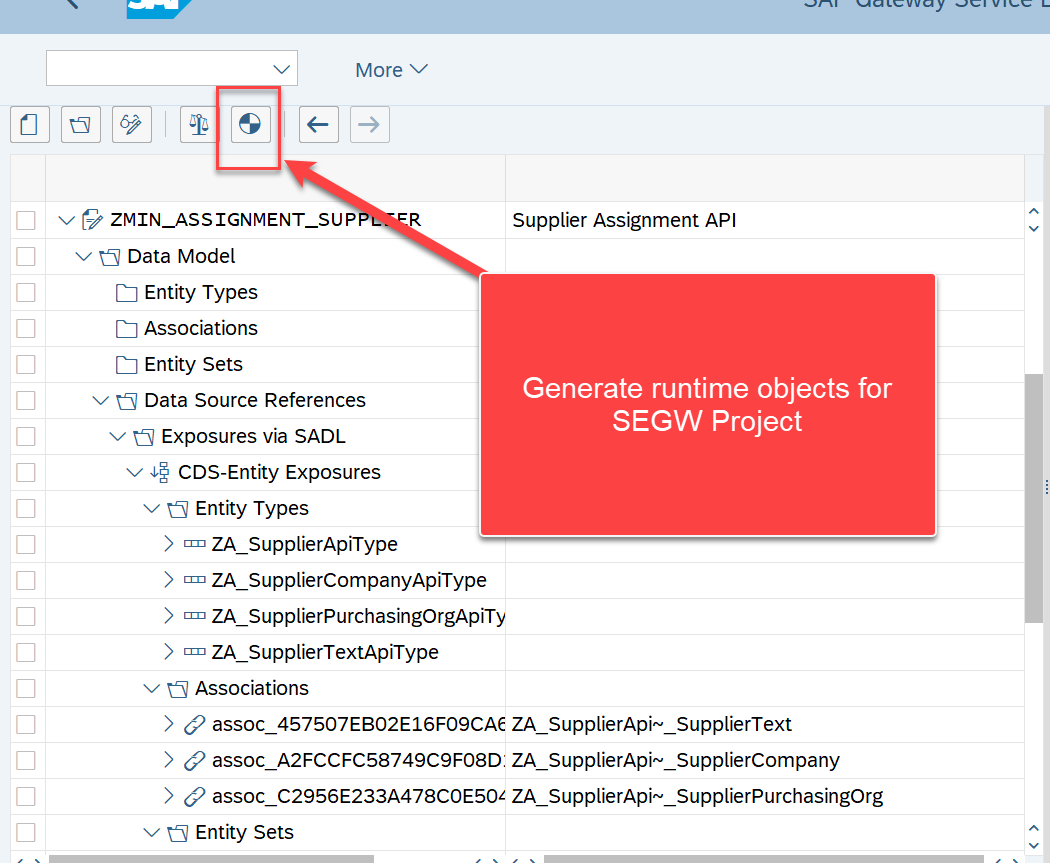 SAP
SAP Gateway Service
More
ZMIN_ASSIGNMENT_SUPPLIER Supplier Assignment API
Data Model
Entity Types
Associations
Entity Sets
Data Source References
Exposures via SADL
CDS-Entity Exposures
Entity Types
ZA_SupplierApiType
ZA_SupplierCompanyApiType
ZA_SupplierPurchasingOrgApiTy
ZA_SupplierTextApiType
Associations
assoc_457507EB02E16F09CA6 ZA_SupplierApi~_SupplierText
assoc_A2FCCFC58749C9F08D ZA_SupplierApi~_SupplierCompany
assoc_C2956E233A478C0E504 ZA_SupplierApi~_SupplierPurchasingOrg
Entity Sets
Generate runtime objects for
SEGW Project